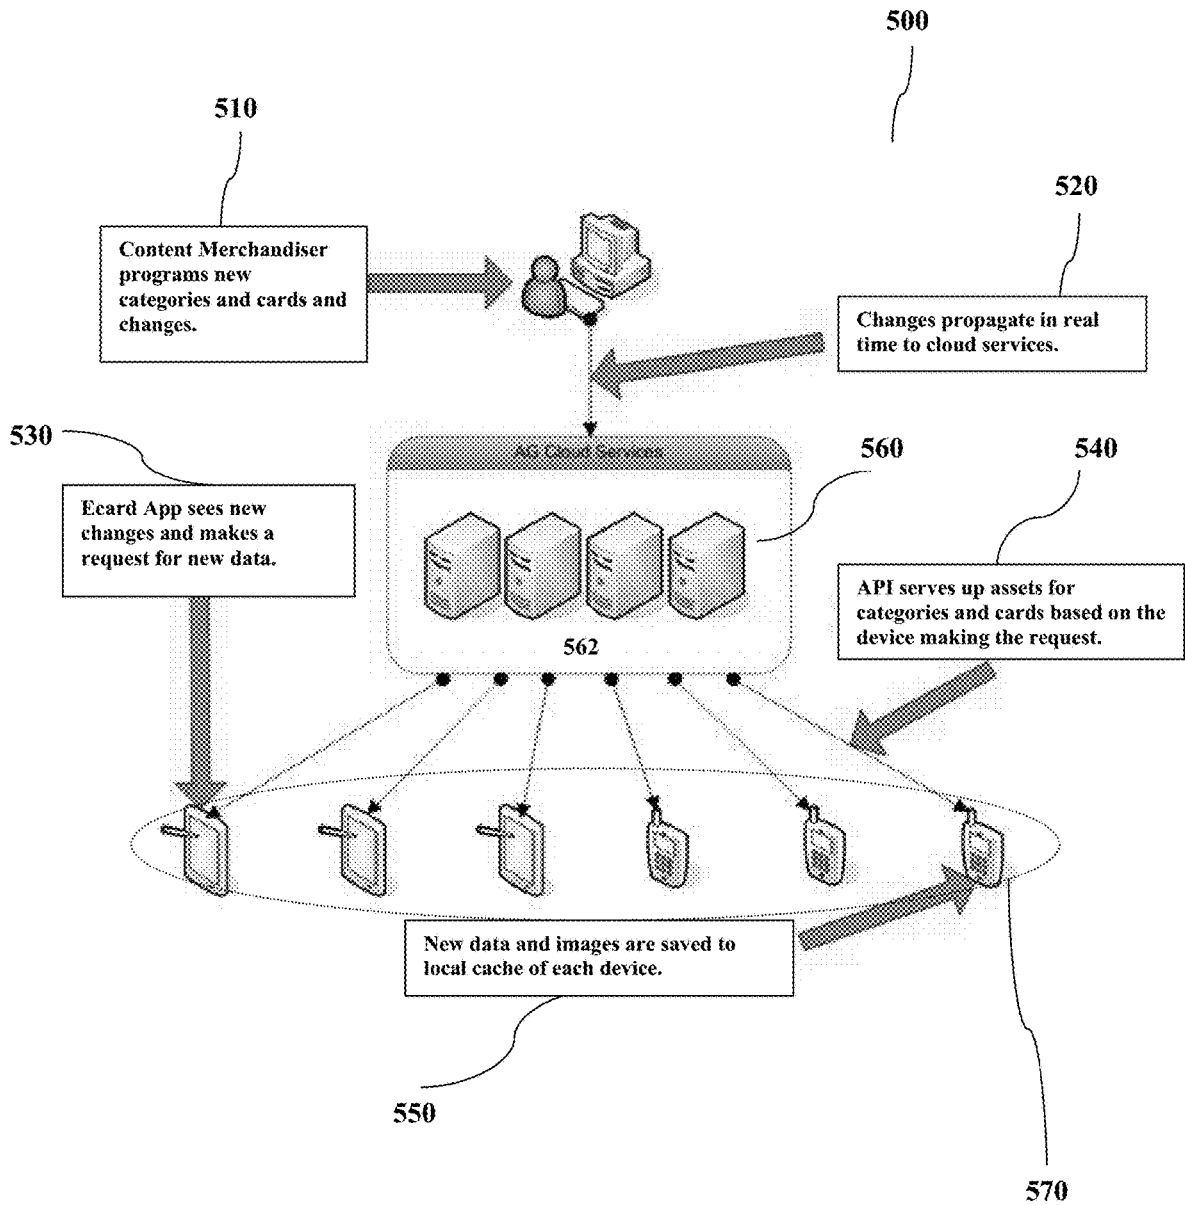 500
510
520
Content Merchandiser
programs new
categories and cards and
changes.
Changes propagate in real
time to cloud services.
530
AG Cloud Services
560
540
Ecard App sees new
changes and makes a
request for new data.
API serves up assets for
categories and cards based on the
device making the request.
562
New data and images are saved to
local cache of each device.
550
570